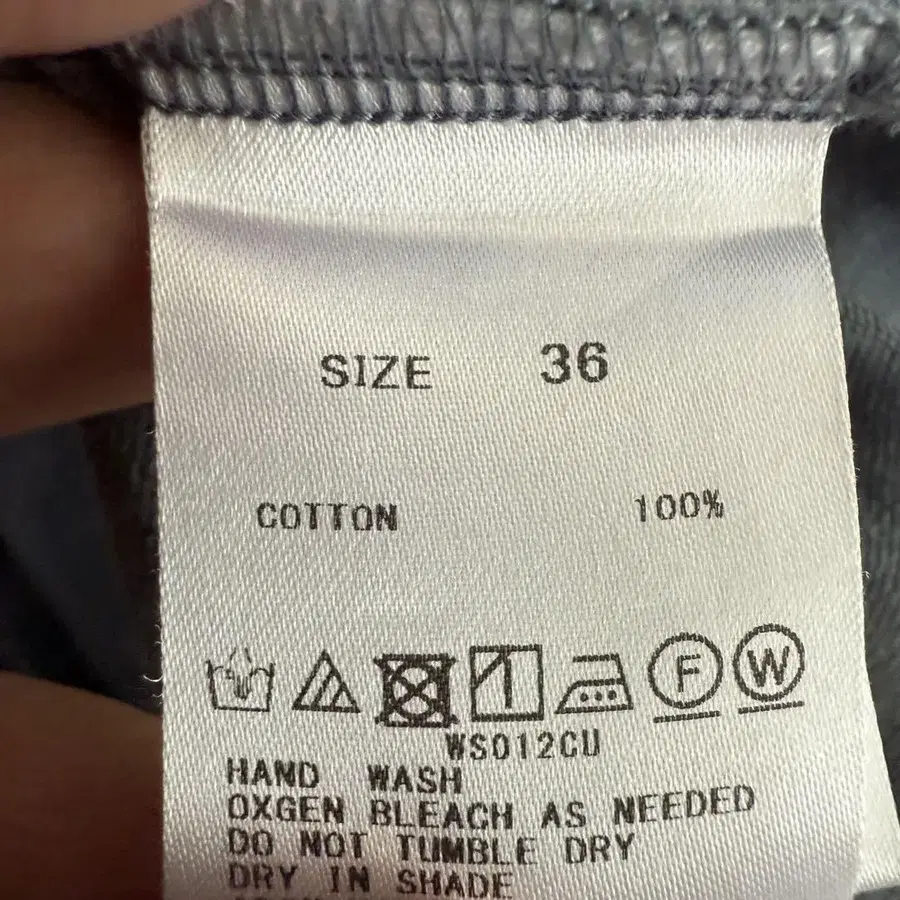 SIZE 36
COTTON 100%
F W
WS012CU
HAND WASH
OXGEN BLEACH AS NEEDED
DO NOT TUMBLE DRY
DRY IN SHADE